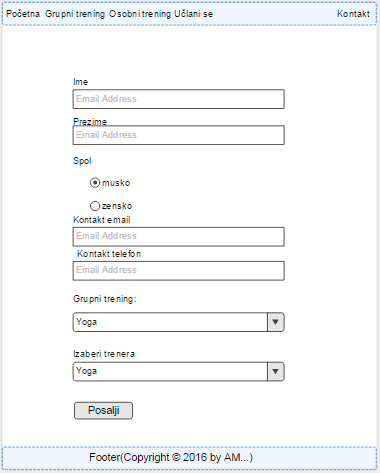 Početna Grupni trening Osobni trening Učlani se Kontakt
Ime
Email Address
Prezime
Email Address
Spol
musko
zensko
Kontakt email
Email Address
Kontakt telefon
Email Address
Grupni trening:
Yoga
Izaberi trenera
Yoga
Posalji
Footer(Copyright © 2016 by AM...)